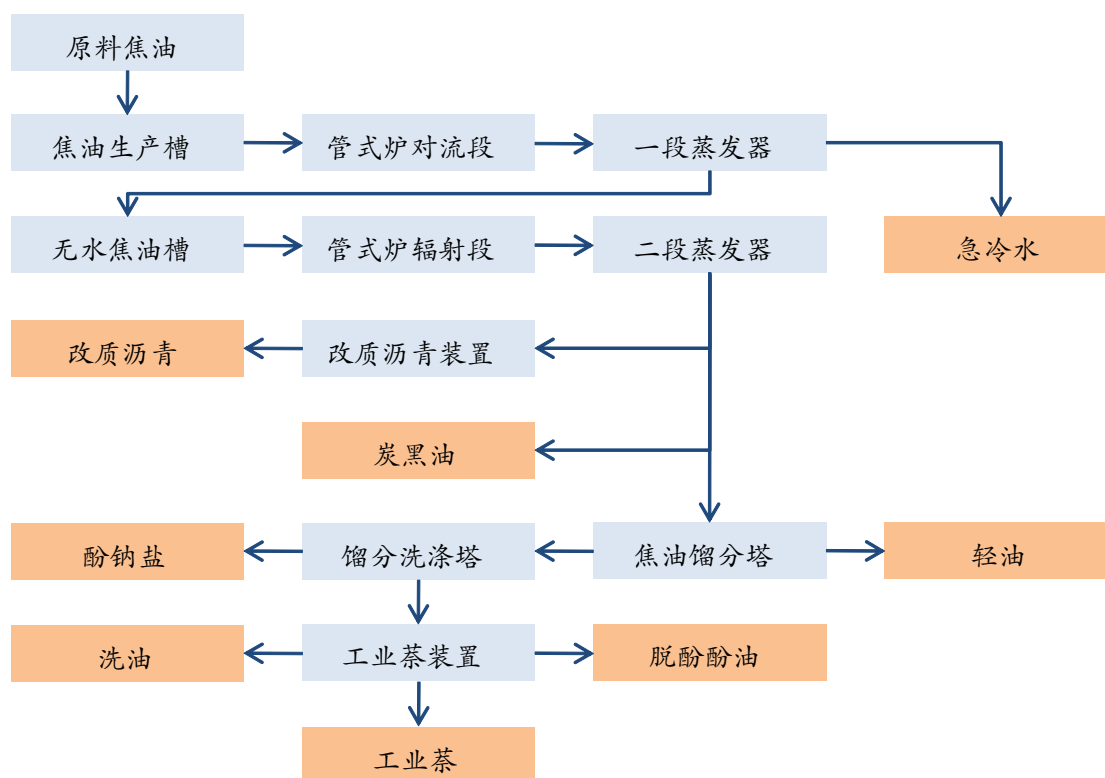 原料焦油
焦油生产槽
管式炉对流段
一段蒸发器
无水焦油槽
管式炉辐射段
二段蒸发器
急冷水
改质沥青
改质沥青装置
炭黑油
酚钠盐
馏分洗涤塔
焦油馏分塔
轻油
洗油
工业萘装置
脱酚酚油
工业萘